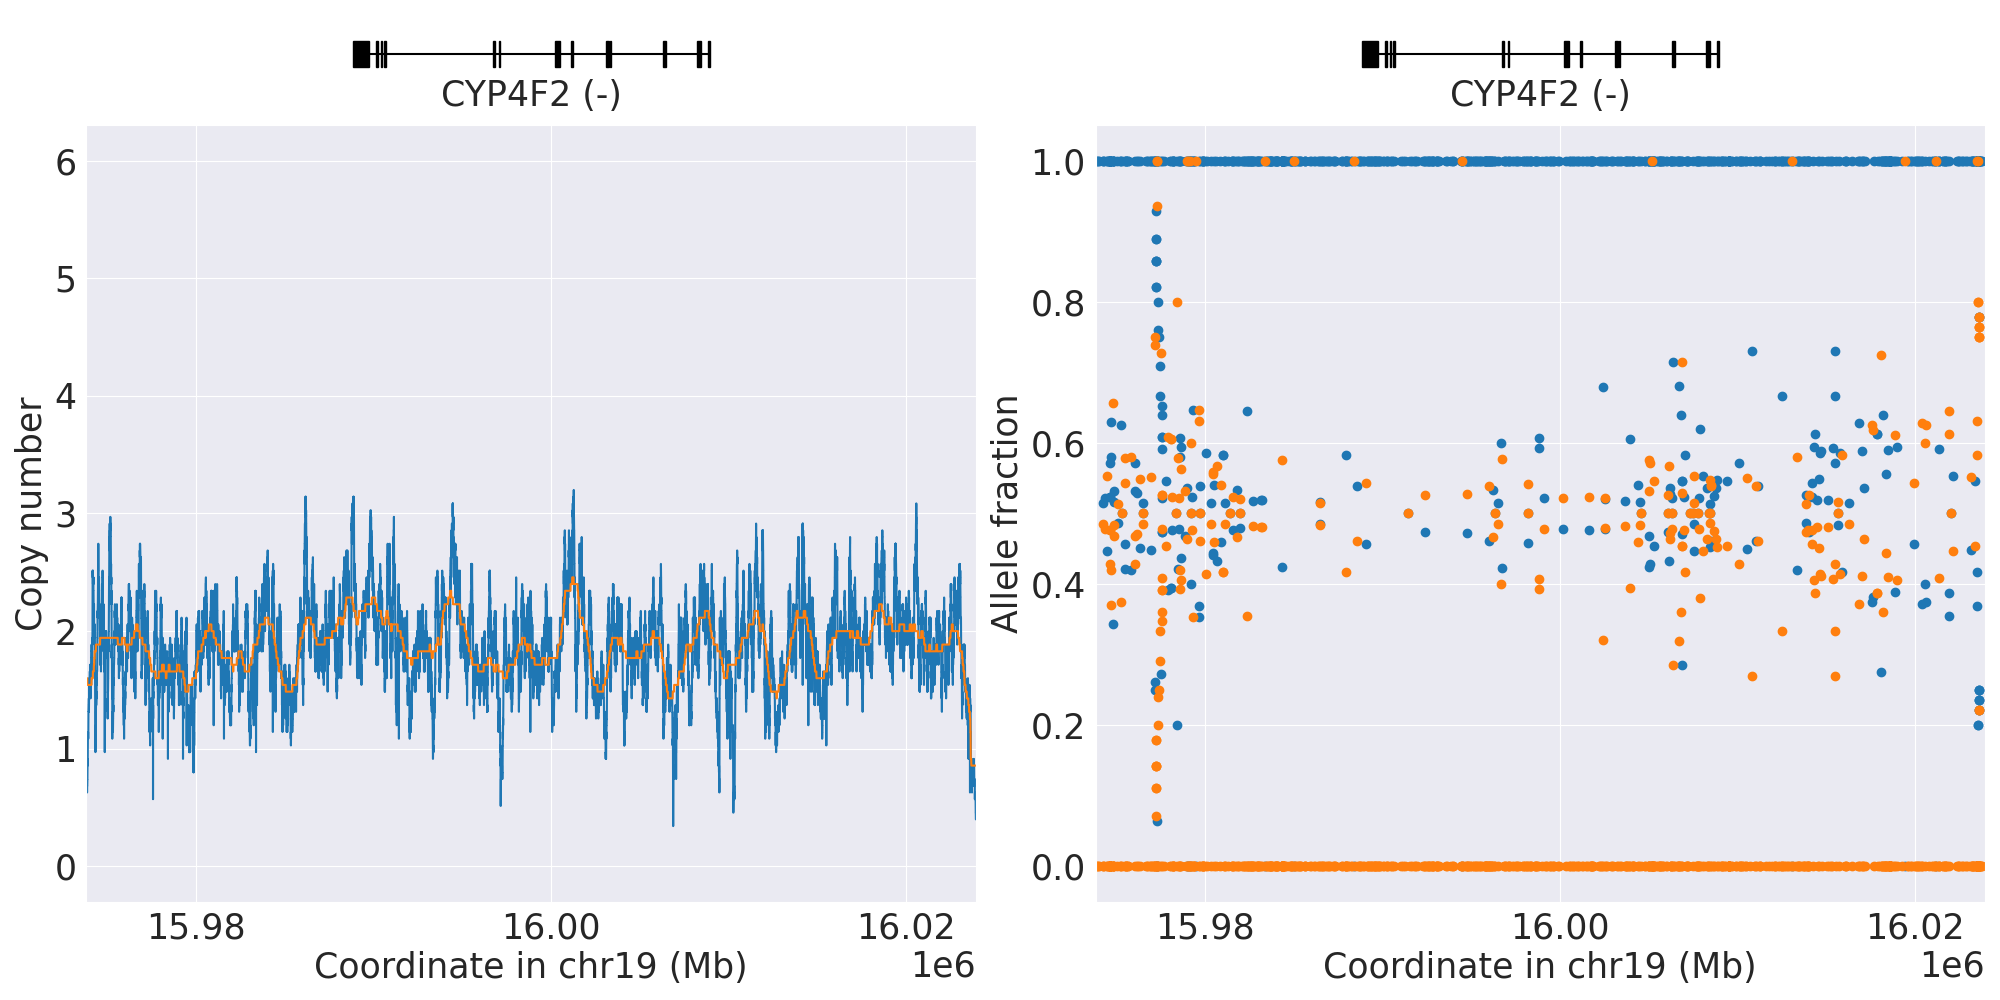 CYP4F2 (-)
6
5
4
3
2
1
0
Copy number
15.98
16.00
16.02
Coordinate in chr19 (Mb)
1e6
CYP4F2 (-)
1.0
0.8
0.6
0.4
0.2
0.0
Allele fraction
15.98
16.00
16.02
Coordinate in chr19 (Mb)
1e6